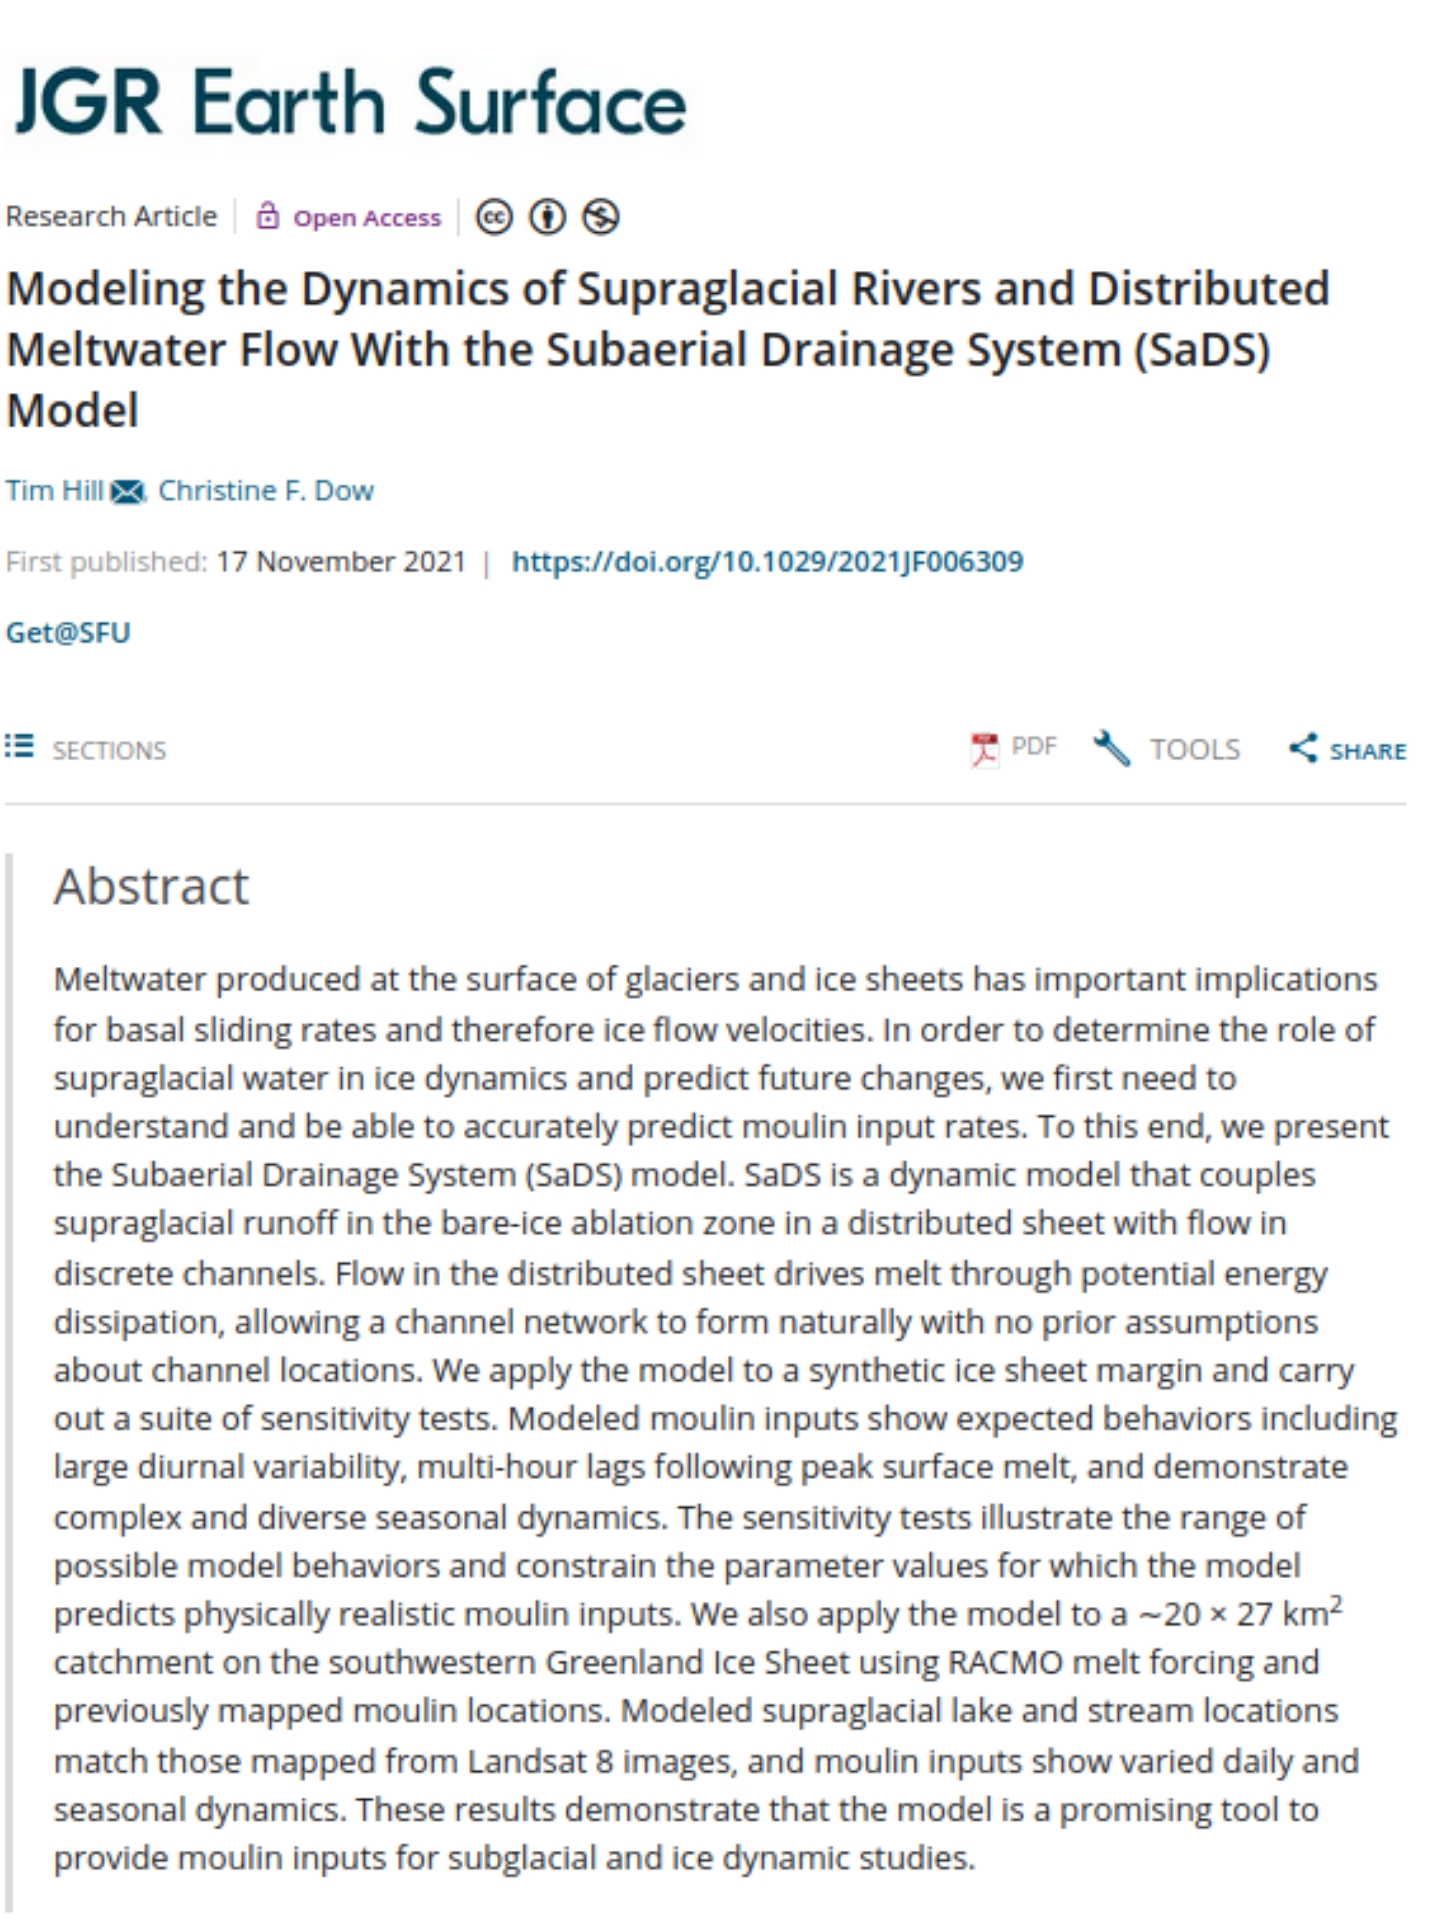 JGR Earth Surface
Research Article | Open Access | cc
Modeling the Dynamics of Supraglacial Rivers and Distributed
Meltwater Flow With the Subaerial Drainage System (SaDS)
Model
Tim Hill, Christine F. Dow
First published: 17 November 2021 | https://doi.org/10.1029/2021JF006309
Get@SFU
SECTIONS PDF TOOLS SHARE
Abstract
Meltwater produced at the surface of glaciers and ice sheets has important implications
for basal sliding rates and therefore ice flow velocities. In order to determine the role of
supraglacial water in ice dynamics and predict future changes, we first need to
understand and be able to accurately predict moulin input rates. To this end, we present
the Subaerial Drainage System (SaDS) model. SaDS is a dynamic model that couples
supraglacial runoff in the bare-ice ablation zone in a distributed sheet with flow in
discrete channels. Flow in the distributed sheet drives melt through potential energy
dissipation, allowing a channel network to form naturally with no prior assumptions
about channel locations. We apply the model to a synthetic ice sheet margin and carry
out a suite of sensitivity tests. Modeled moulin inputs show expected behaviors including
large diurnal variability, multi-hour lags following peak surface melt, and demonstrate
complex and diverse seasonal dynamics. The sensitivity tests illustrate the range of
possible model behaviors and constrain the parameter values for which the model
predicts physically realistic moulin inputs. We also apply the model to a ~20 × 27 km²
catchment on the southwestern Greenland Ice Sheet using RACMO melt forcing and
previously mapped moulin locations. Modeled supraglacial lake and stream locations
match those mapped from Landsat 8 images, and moulin inputs show varied daily and
seasonal dynamics. These results demonstrate that the model is a promising tool to
provide moulin inputs for subglacial and ice dynamic studies.